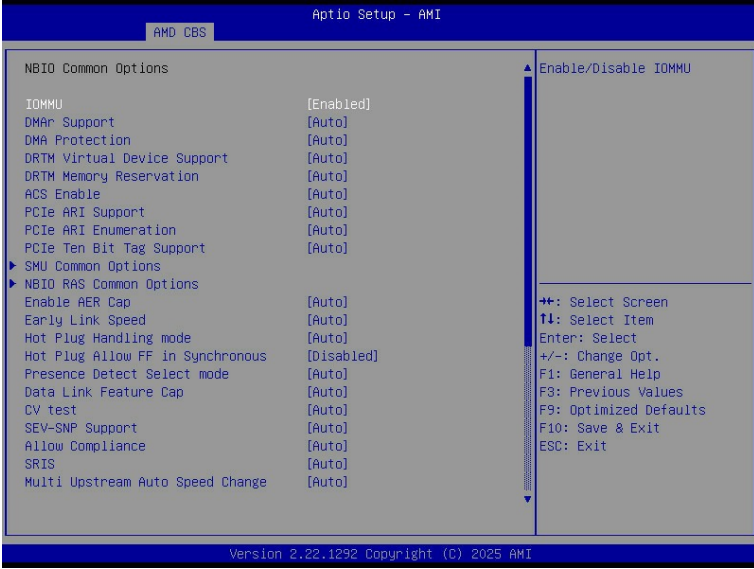 Aptio Setup – AMI
AMD CBS
NBIO Common Options
Enable/Disable IOMMU
IOMMU [Enabled]
DMAr Support [Auto]
DMA Protection [Auto]
DRTM Virtual Device Support [Auto]
DRTM Memory Reservation [Auto]
ACS Enable [Auto]
PCIe ARI Support [Auto]
PCIe ARI Enumeration [Auto]
PCIe Ten Bit Tag Support [Auto]
SMU Common Options
NBIO RAS Common Options
Enable AER Cap [Auto]
Early Link Speed [Auto]
Hot Plug Handling mode [Auto]
Hot Plug Allow FF in Synchronous [Disabled]
Presence Detect Select mode [Auto]
Data Link Feature Cap [Auto]
CV test [Auto]
SEV-SNP Support [Auto]
Allow Compliance [Auto]
SRIS [Auto]
Multi Upstream Auto Speed Change [Auto]
→←: Select Screen
↑↓: Select Item
Enter: Select
+/-: Change Opt.
F1: General Help
F3: Previous Values
F9: Optimized Defaults
F10: Save & Exit
ESC: Exit
Version 2.22.1292 Copyright (C) 2025 AMI